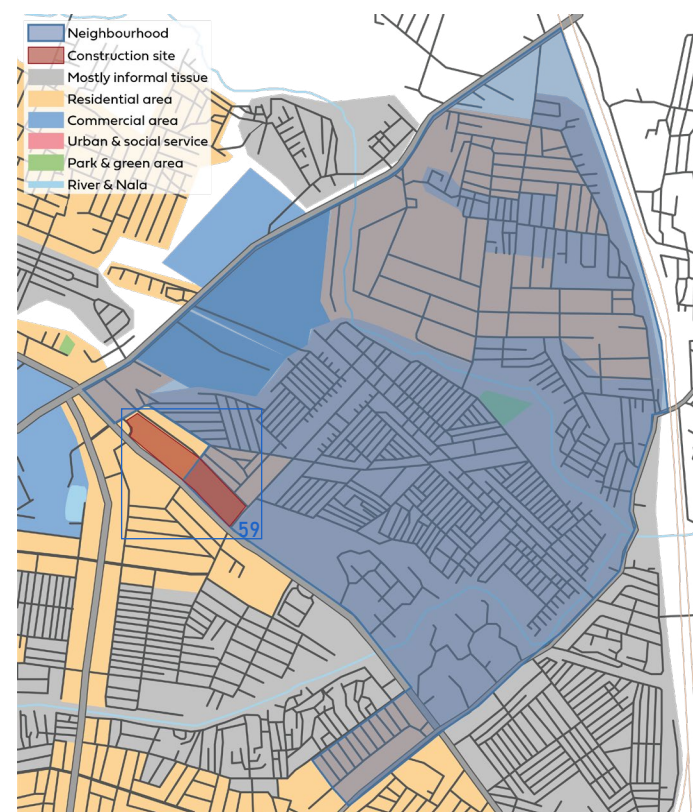 Neighbourhood
Construction site
Mostly informal tissue
Residential area
Commercial area
Urban & social service
Park & green area
River & Nala
59